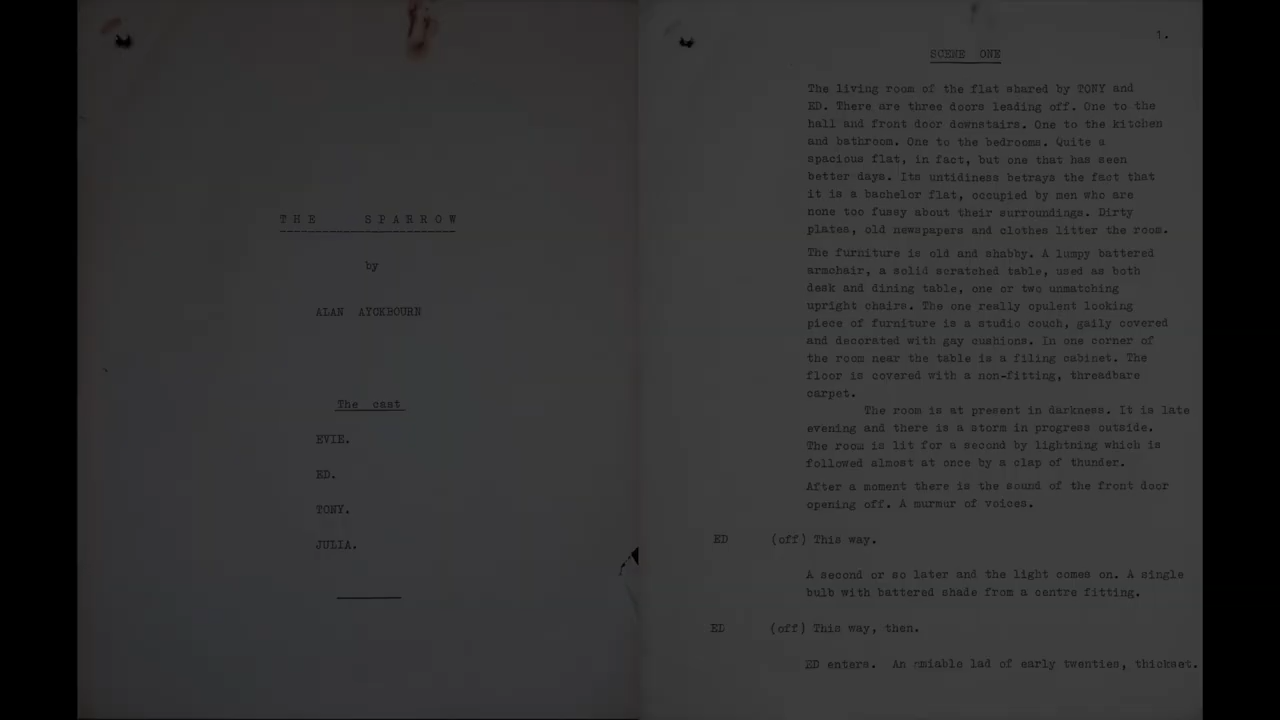 THE SPARROW
by
ALAN AYCKBOURN
The cast
EVIE.
ED.
TONY.
JULIA.
1.
SCENE ONE
The living room of the flat shared by TONY and
ED. There are three doors leading off. One to the
hall and front door downstairs. One to the kitchen
and bathroom. One to the bedrooms. Quite a
spacious flat, in fact, but one that has seen
better days. Its untidiness betrays the fact that
it is a bachelor flat, occupied by men who are
none too fussy about their surroundings. Dirty
plates, old newspapers and clothes litter the room.
The furniture is old and shabby. A lumpy battered
armchair, a solid scratched table, used as both
desk and dining table, one or two unmatching
upright chairs. The one really opulent looking
piece of furniture is a studio couch, gaily covered
and decorated with gay cushions. In one corner of
the room near the table is a filing cabinet. The
floor is covered with a non-fitting, threadbare
carpet.
The room is at present in darkness. It is late
evening and there is a storm in progress outside.
The room is lit for a second by lightning which is
followed almost at once by a clap of thunder.
After a moment there is the sound of the front door
opening off. A murmur of voices.
ED (off) This way.
A second or so later and the light comes on. A single
bulb with battered shade from a centre fitting.
ED (off) This way, then.
ED enters. An amiable lad of early twenties, thickset.